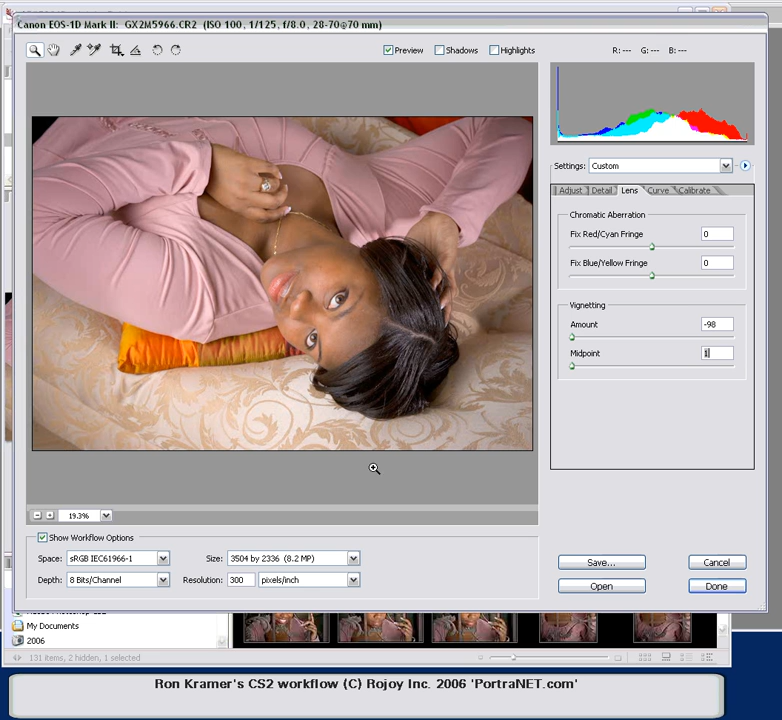 Canon EOS-1D Mark II: GX2M5966.CR2 (ISO 100, 1/125, f/8.0, 28-70@70 mm)
Preview Shadows Highlights R: --- G: --- B: ---
Settings: Custom
Adjust Detail Lens Curve Calibrate
Chromatic Aberration
Fix Red/Cyan Fringe 0
Fix Blue/Yellow Fringe 0
Vignetting
Amount -98
Midpoint 1
19.3%
Show Workflow Options
Space: sRGB IEC61966-1 Size: 3504 by 2336 (8.2 MP)
Depth: 8 Bits/Channel Resolution: 300 pixels/inch
Save... Cancel
Open Done
My Documents
2006
131 items, 2 hidden, 1 selected
Ron Kramer's CS2 workflow (C) Rojoy Inc. 2006 'PortraNET.com'